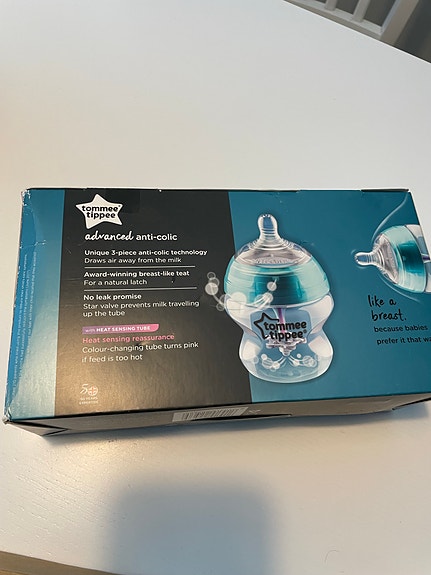 tommee
tippee
advanced anti-colic
Unique 3-piece anti-colic technology
Draws air away from the milk
Award-winning breast-like teat
For a natural latch
No leak promise
Star valve prevents milk travelling
up the tube
with HEAT SENSING TUBE
Heat sensing reassurance
Colour-changing tube turns pink
if feed is too hot
tommee
tippee
like a
breast.
because babies
prefer it that